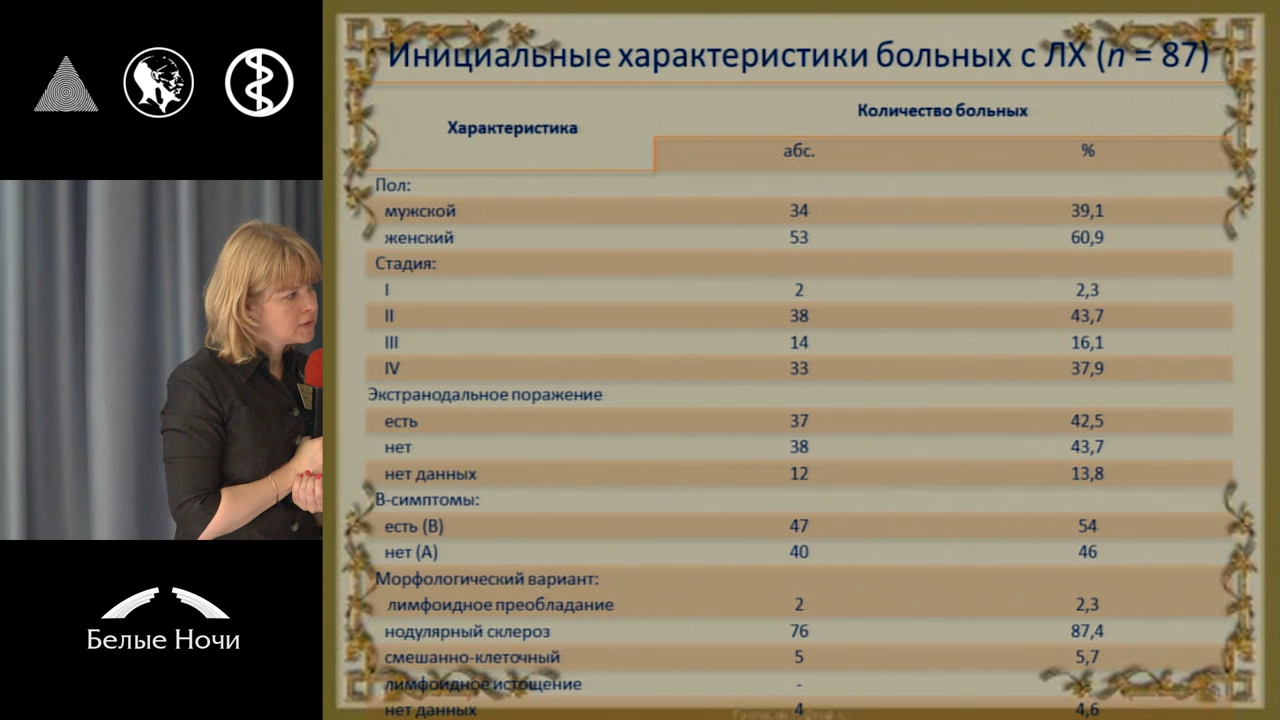 Инициальные характеристики больных с ЛХ (n = 87)
Характеристика Количество больных
абс. %
Пол:
мужской 34 39,1
женский 53 60,9
Стадия:
I 2 2,3
II 38 43,7
III 14 16,1
IV 33 37,9
Экстранодальное поражение
есть 37 42,5
нет 38 43,7
нет данных 12 13,8
В-симптомы:
есть (В) 47 54
нет (А) 40 46
Морфологический вариант:
лимфоидное преобладание 2 2,3
нодулярный склероз 76 87,4
смешанно-клеточный 5 5,7
лимфоидное истощение -
нет данных 4 4,6
Белые Ночи